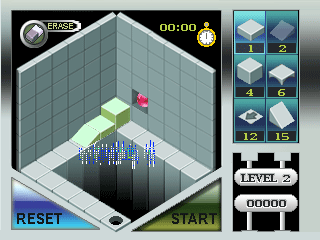 ERASE
00:00
1 2
4 6
12 15
LEVEL 2
00000
RESET START